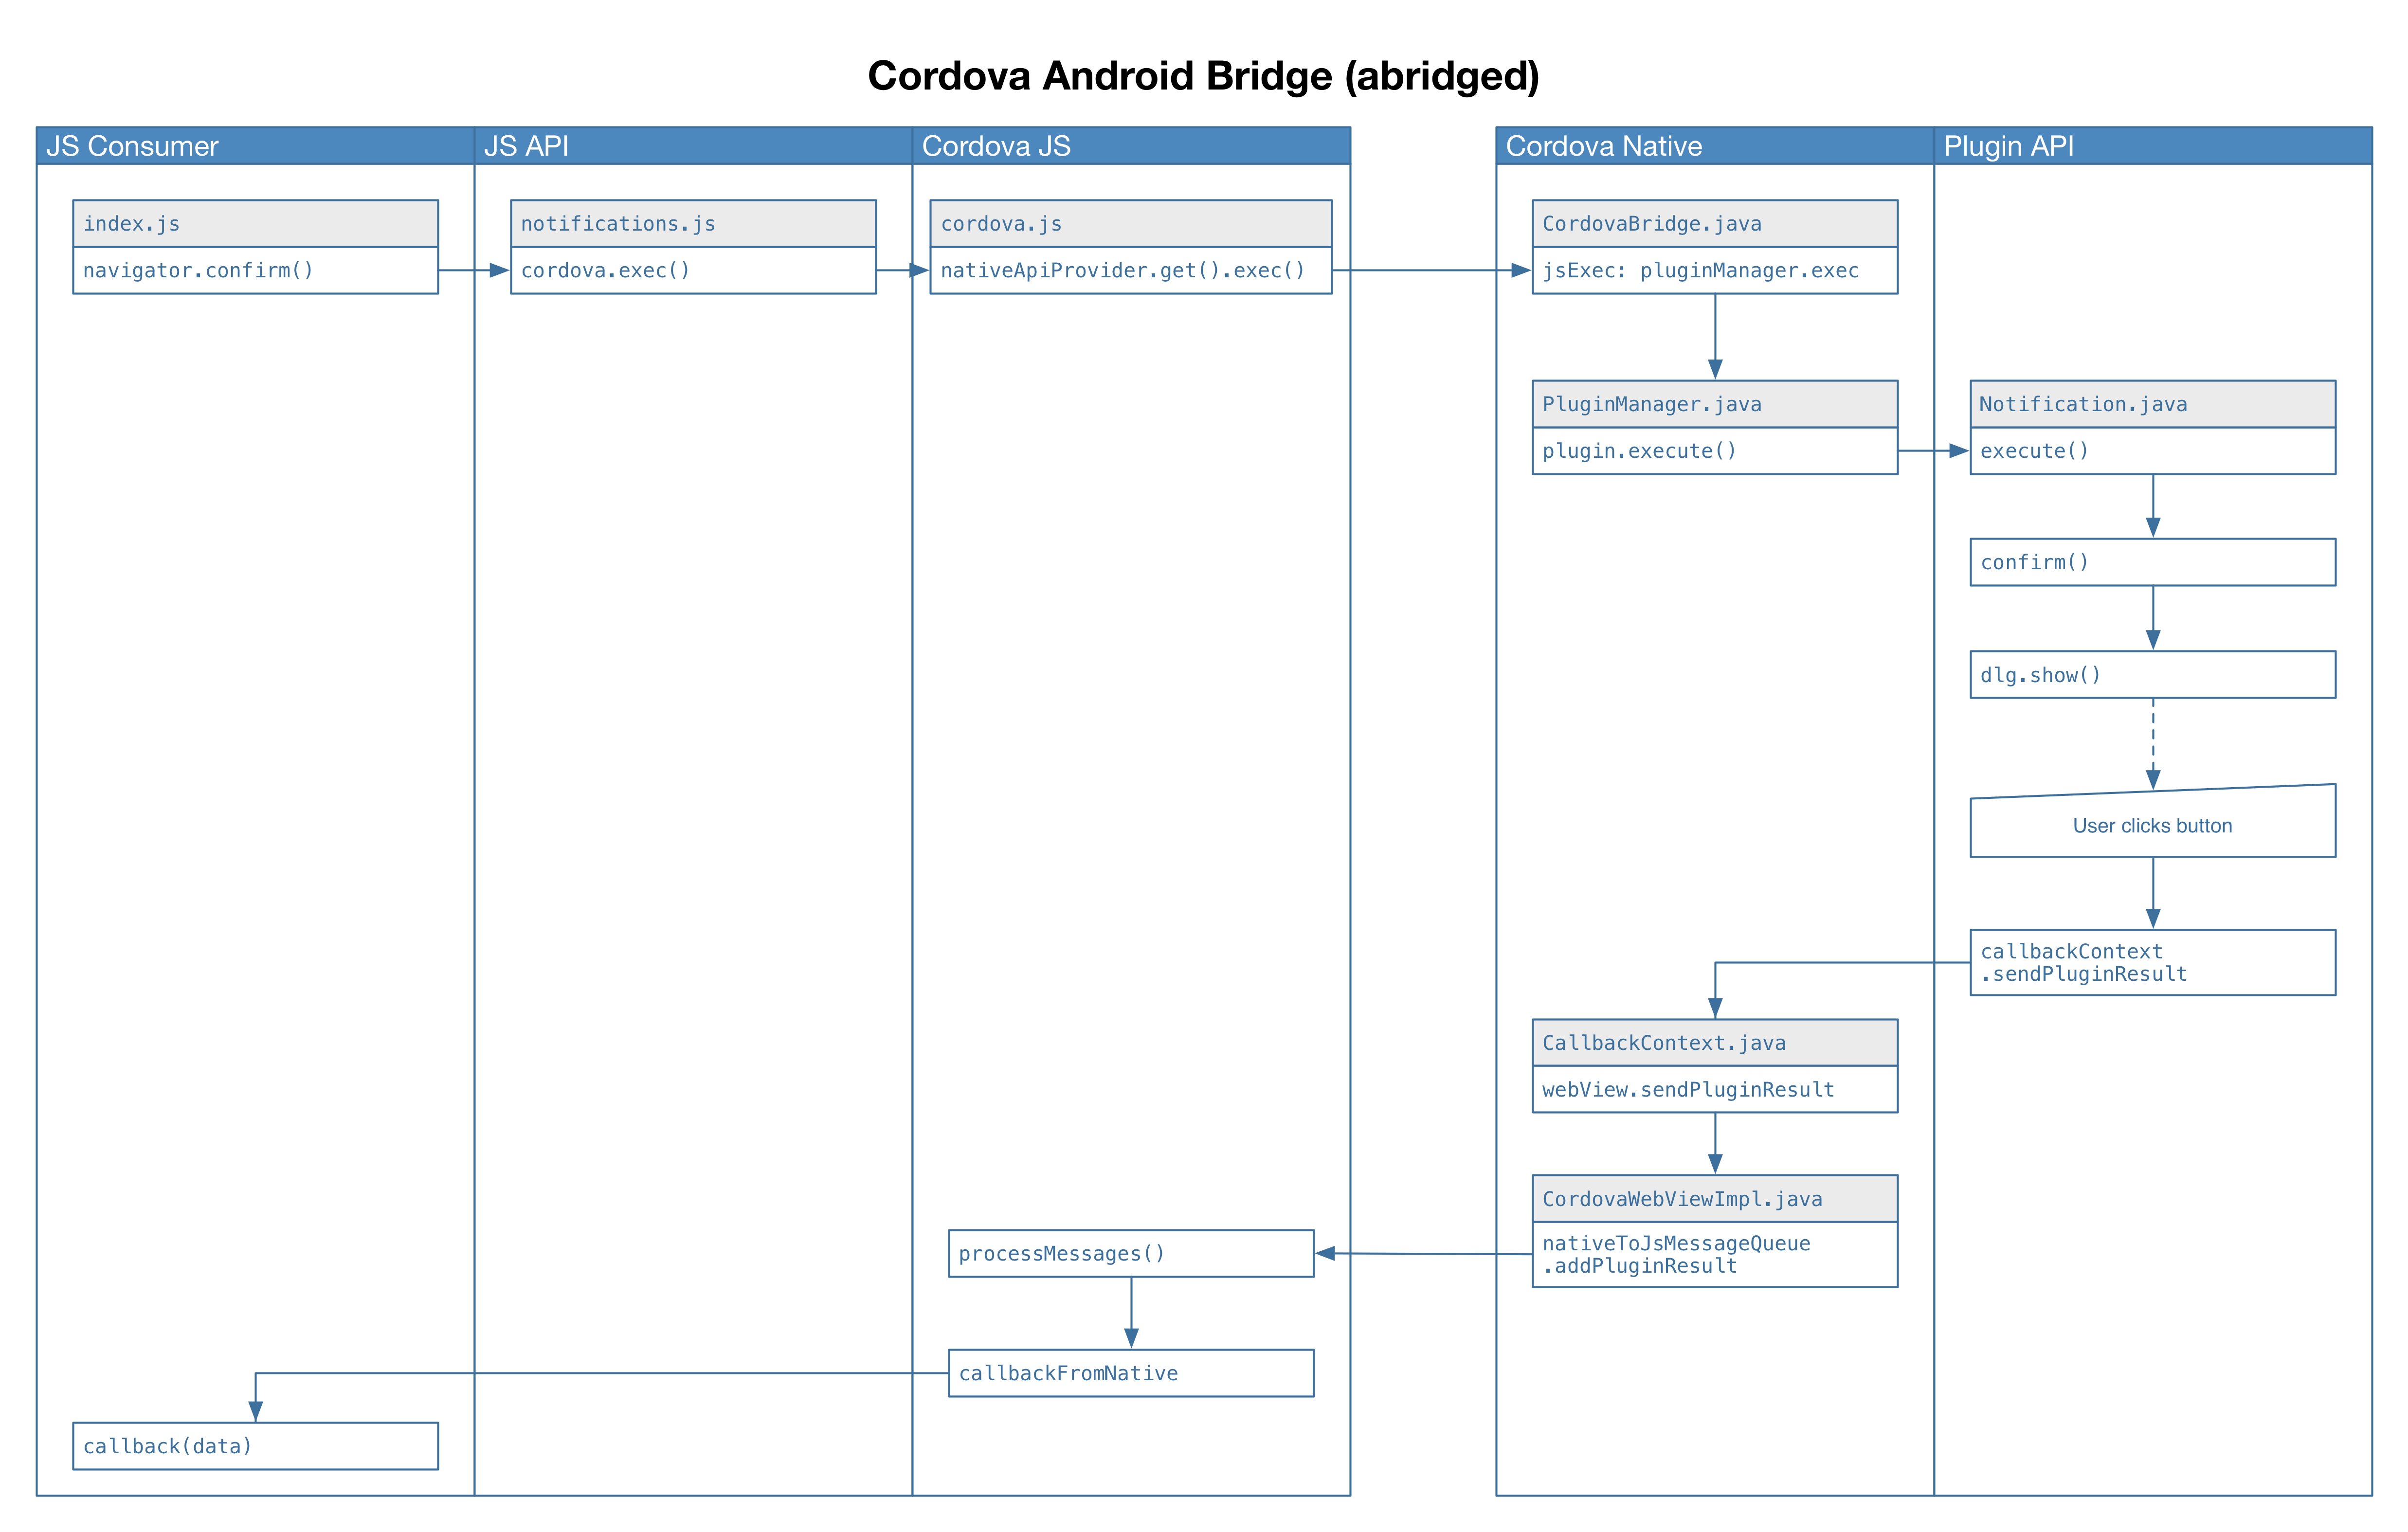 Cordova Android Bridge (abridged)
JS Consumer
JS API
Cordova JS
Cordova Native
Plugin API
index.js
navigator.confirm()
notifications.js
cordova.exec()
cordova.js
nativeApiProvider.get().exec()
CordovaBridge.java
jsExec: pluginManager.exec
PluginManager.java
plugin.execute()
Notification.java
execute()
confirm()
dlg.show()
User clicks button
callbackContext
.sendPluginResult
CallbackContext.java
webView.sendPluginResult
CordovaWebViewImpl.java
nativeToJsMessageQueue
.addPluginResult
processMessages()
callbackFromNative
callback(data)